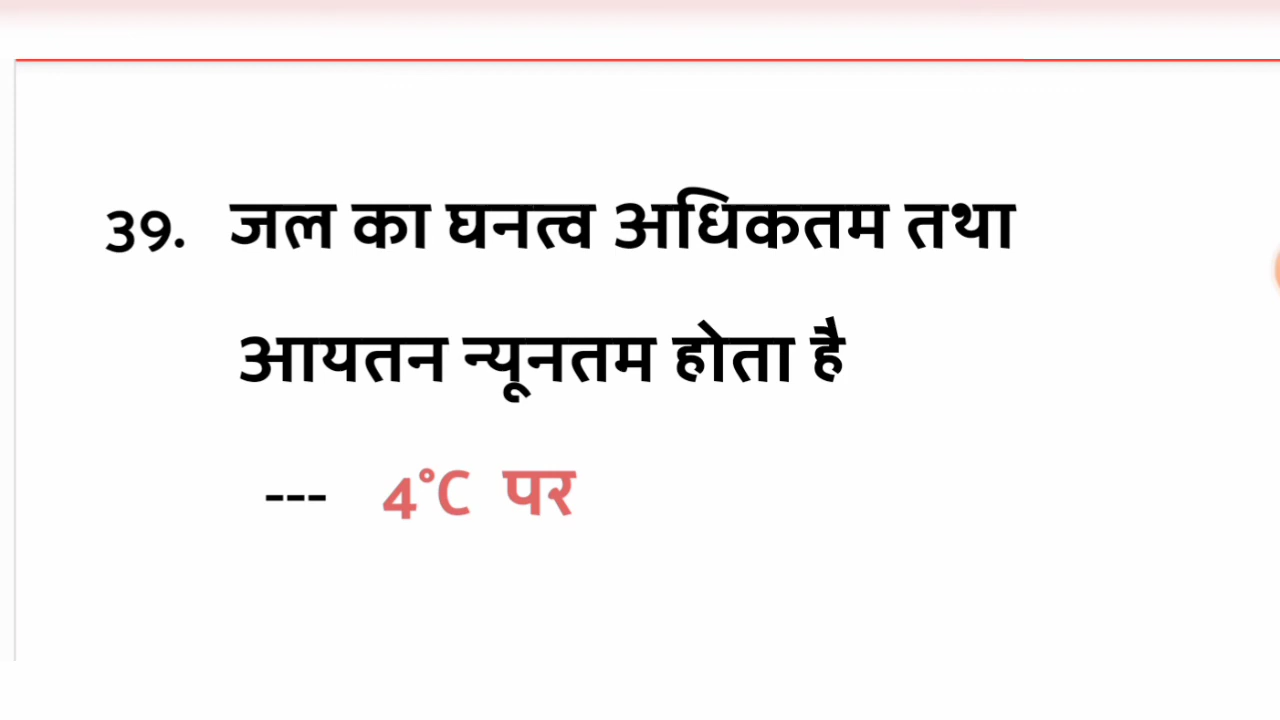 39. जल का घनत्व अधिकतम तथा
आयतन न्यूनतम होता है
--- 4°C पर